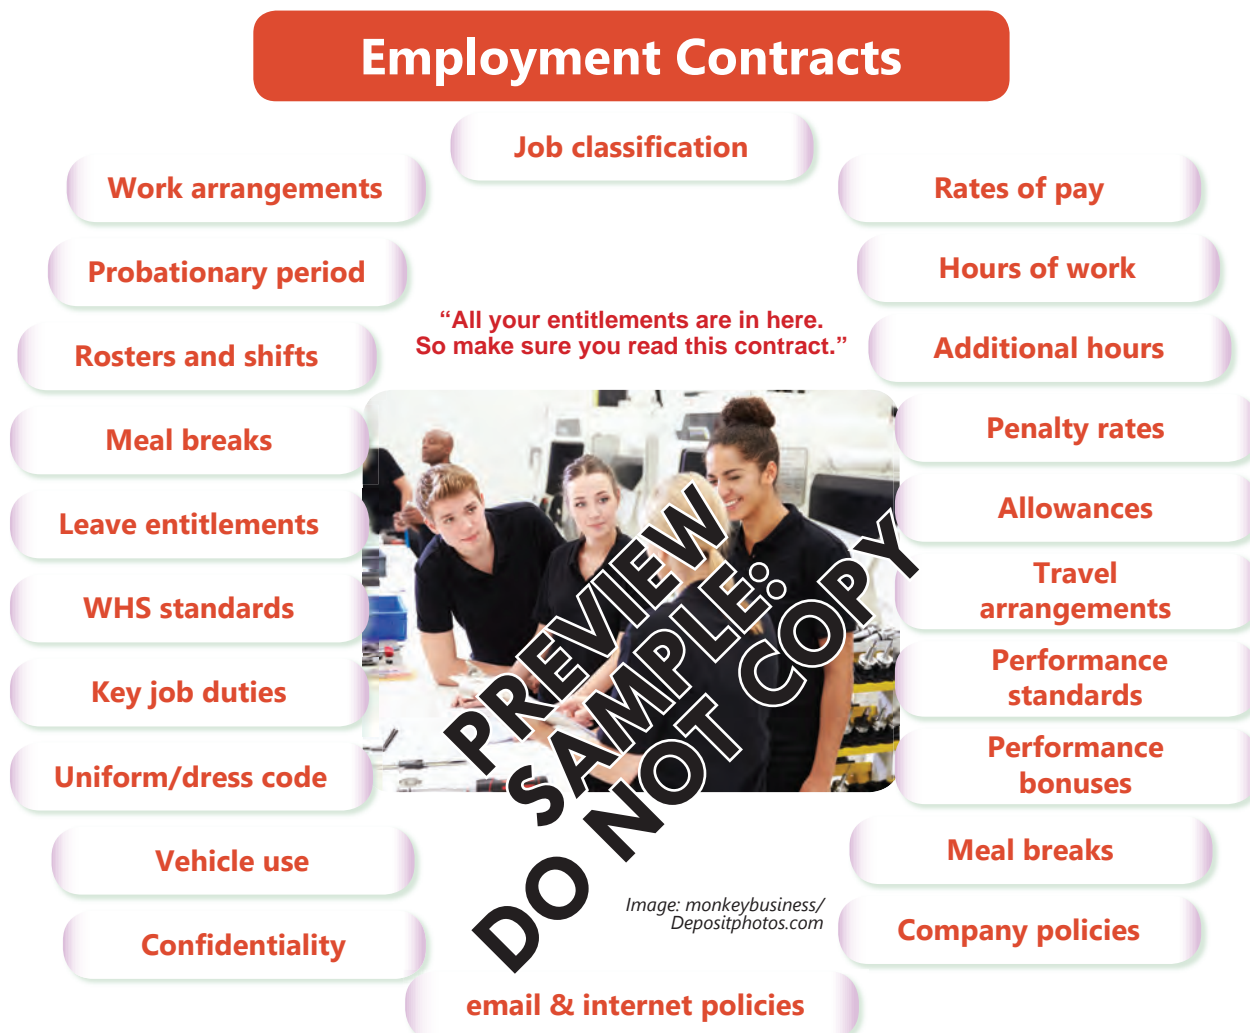 Employment Contracts
Job classification
Work arrangements
Probationary period
Rosters and shifts
Meal breaks
Leave entitlements
WHS standards
Key job duties
Uniform/dress code
Vehicle use
Confidentiality
“All your entitlements are in here.
So make sure you read this contract.”
PREVIEW
SAMPLE:
DO NOT COPY
Image: monkeybusiness/
Depositphotos.com
Rates of pay
Hours of work
Additional hours
Penalty rates
Allowances
Travel
arrangements
Performance
standards
Performance
bonuses
Meal breaks
Company policies
email & internet policies